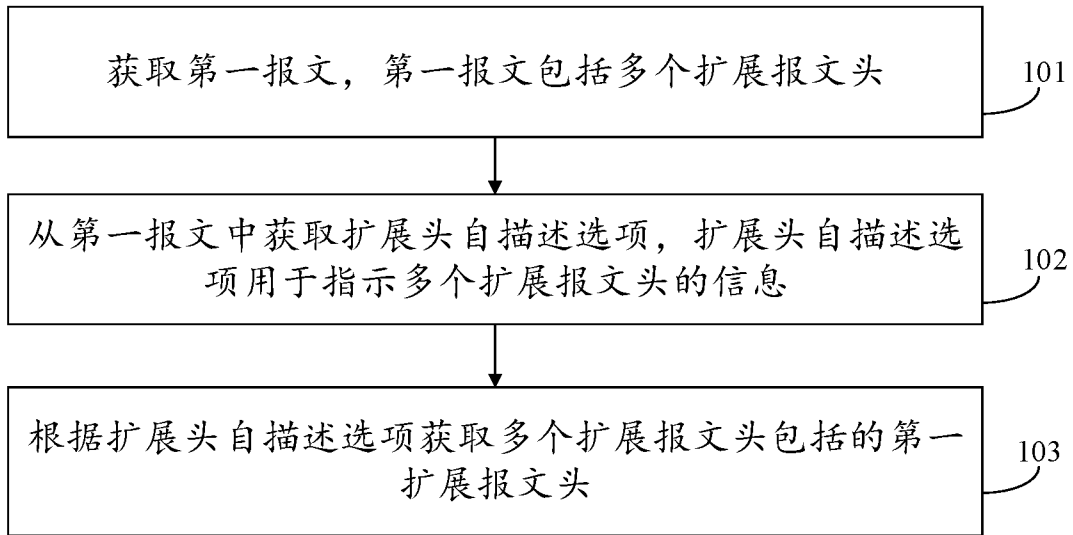 获取第一报文，第一报文包括多个扩展报文头
101
从第一报文中获取扩展头自描述选项，扩展头自描述选
项用于指示多个扩展报文头的信息
102
根据扩展头自描述选项获取多个扩展报文头包括的第一
扩展报文头
103